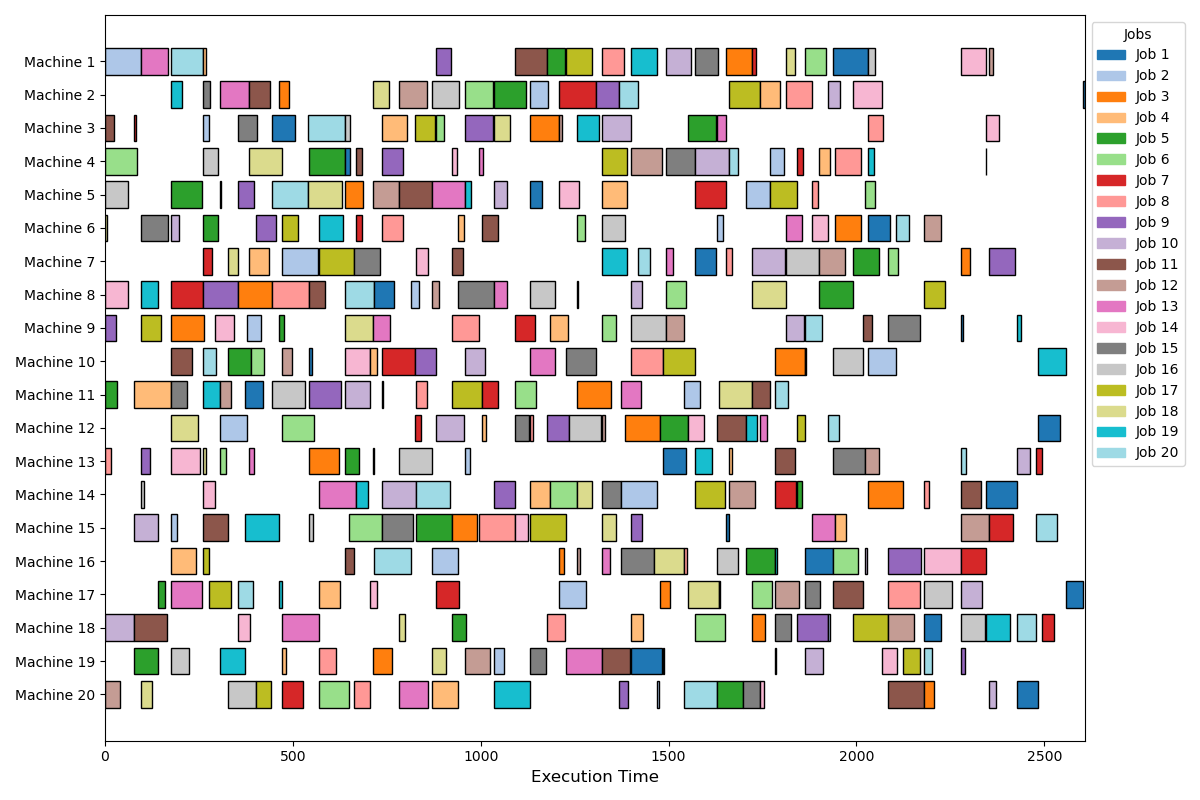 Machine 1
Machine 2
Machine 3
Machine 4
Machine 5
Machine 6
Machine 7
Machine 8
Machine 9
Machine 10
Machine 11
Machine 12
Machine 13
Machine 14
Machine 15
Machine 16
Machine 17
Machine 18
Machine 19
Machine 20
0 500 1000 1500 2000 2500
Execution Time
Jobs
Job 1
Job 2
Job 3
Job 4
Job 5
Job 6
Job 7
Job 8
Job 9
Job 10
Job 11
Job 12
Job 13
Job 14
Job 15
Job 16
Job 17
Job 18
Job 19
Job 20